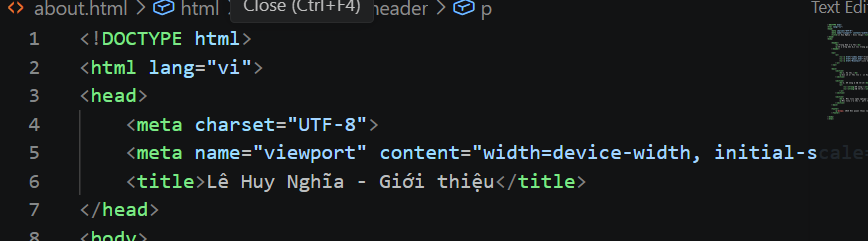 about.html > html > header > p
Close (Ctrl+F4)
Text Edi
1 <!DOCTYPE html>
2 <html lang="vi">
3 <head>
4 <meta charset="UTF-8">
5 <meta name="viewport" content="width=device-width, initial-scale=
6 <title>Lê Huy Nghĩa - Giới thiệu</title>
7 </head>
8 <body>